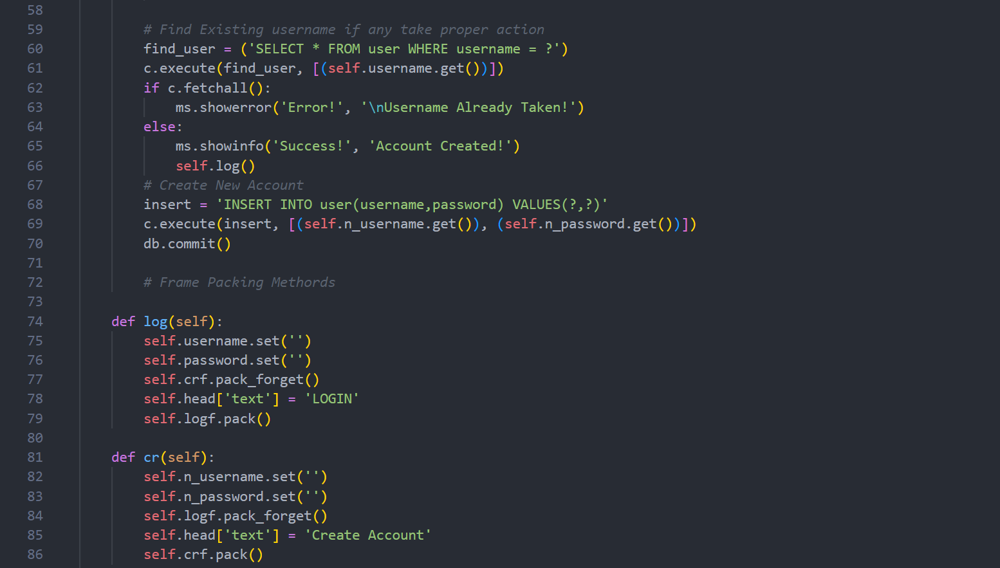 58
59 # Find Existing username if any take proper action
60 find_user = ('SELECT * FROM user WHERE username = ?')
61 c.execute(find_user, [(self.username.get())])
62 if c.fetchall():
63 ms.showerror('Error!', '\nUsername Already Taken!')
64 else:
65 ms.showinfo('Success!', 'Account Created!')
66 self.log()
67 # Create New Account
68 insert = 'INSERT INTO user(username,password) VALUES(?,?)'
69 c.execute(insert, [(self.n_username.get()), (self.n_password.get())])
70 db.commit()
71
72 # Frame Packing Methords
73
74 def log(self):
75 self.username.set('')
76 self.password.set('')
77 self.crf.pack_forget()
78 self.head['text'] = 'LOGIN'
79 self.logf.pack()
80
81 def cr(self):
82 self.n_username.set('')
83 self.n_password.set('')
84 self.logf.pack_forget()
85 self.head['text'] = 'Create Account'
86 self.crf.pack()